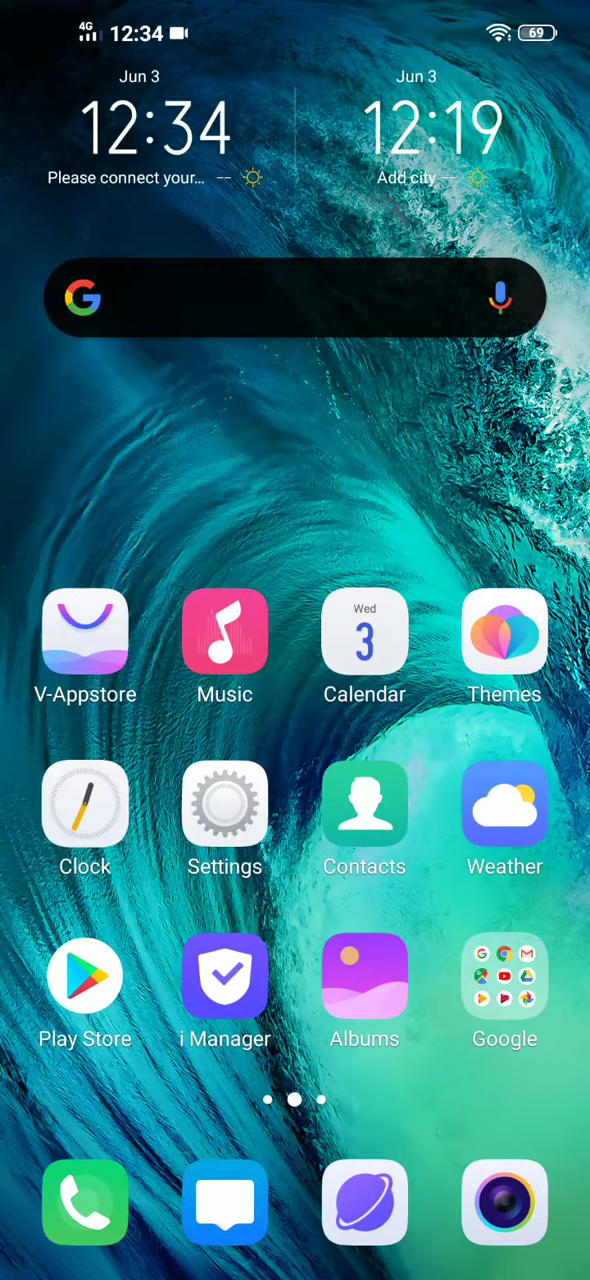 4G 12:34 69
Jun 3 Jun 3
12:34 12:19
Please connect your... -- Add city --
Wed
3
V-Appstore Music Calendar Themes
Clock Settings Contacts Weather
Play Store i Manager Albums Google